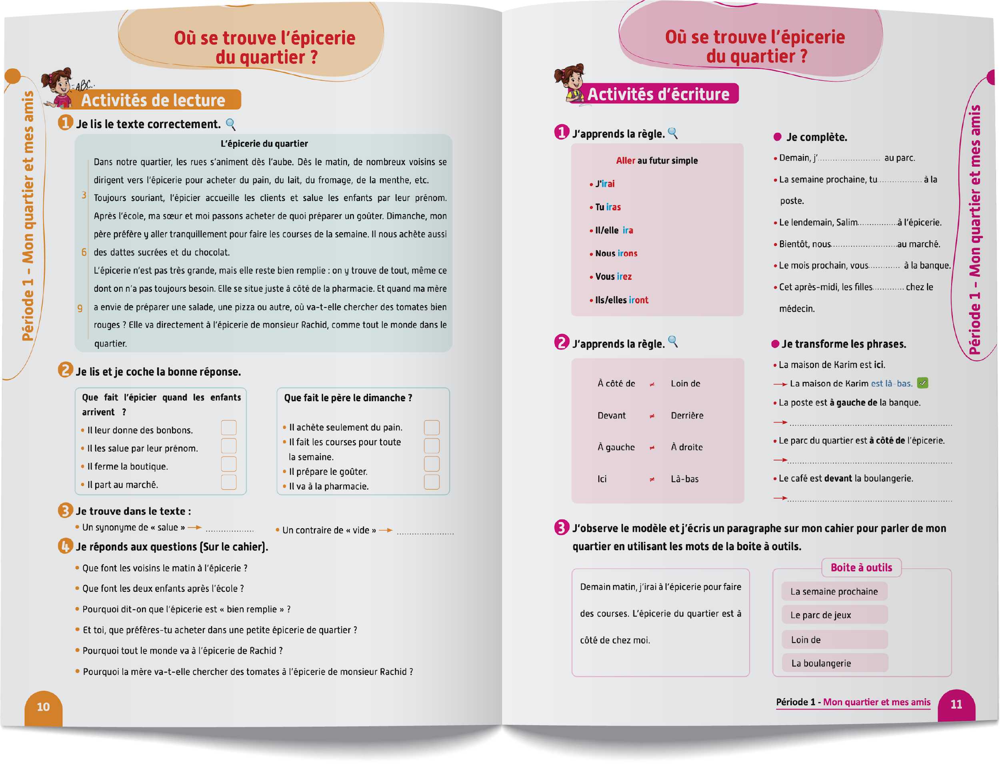 Où se trouve l'épicerie
du quartier ?
=ABC..
Activités de lecture
Période 1 – Mon quartier et mes amis
1 Je lis le texte correctement.
L'épicerie du quartier
Dans notre quartier, les rues s'animent dès l'aube. Dès le matin, de nombreux voisins se
dirigent vers l'épicerie pour acheter du pain, du lait, du fromage, de la menthe, etc.
3 Toujours souriant, l'épicier accueille les clients et salue les enfants par leur prénom.
Après l'école, ma sœur et moi passons acheter de quoi préparer un goûter. Dimanche, mon
père préfère y aller tranquillement pour faire les courses de la semaine. Il nous achète aussi
6 des dattes sucrées et du chocolat.
L'épicerie n'est pas très grande, mais elle reste bien remplie : on y trouve de tout, même ce
dont on n'a pas toujours besoin. Elle se situe juste à côté de la pharmacie. Et quand ma mère
9 a envie de préparer une salade, une pizza ou autre, où va-t-elle chercher des tomates bien
rouges ? Elle va directement à l'épicerie de monsieur Rachid, comme tout le monde dans le
quartier.
2 Je lis et je coche la bonne réponse.
Que fait l'épicier quand les enfants
arrivent ?
• Il leur donne des bonbons.
• Il les salue par leur prénom.
• Il ferme la boutique.
• Il part au marché.
Que fait le père le dimanche ?
• Il achète seulement du pain.
• Il fait les courses pour toute
la semaine.
• Il prépare le goûter.
• Il va à la pharmacie.
3 Je trouve dans le texte :
• Un synonyme de « salue » → ..................
• Un contraire de « vide » → .....................
4 Je réponds aux questions (Sur le cahier).
• Que font les voisins le matin à l'épicerie ?
• Que font les deux enfants après l'école ?
• Pourquoi dit-on que l'épicerie est « bien remplie » ?
• Et toi, que préfères-tu acheter dans une petite épicerie de quartier ?
• Pourquoi tout le monde va à l'épicerie de Rachid ?
• Pourquoi la mère va-t-elle chercher des tomates à l'épicerie de monsieur Rachid ?
10
Où se trouve l'épicerie
du quartier ?
Activités d'écriture
Période 1 – Mon quartier et mes amis
1 J'apprends la règle.
Aller au futur simple
• J'irai
• Tu iras
• Il/elle ira
• Nous irons
• Vous irez
• Ils/elles iront
● Je complète.
• Demain, j'........................ au parc.
• La semaine prochaine, tu................. à la
poste.
• Le lendemain, Salim...............à l'épicerie.
• Bientôt, nous.........................au marché.
• Le mois prochain, vous............ à la banque.
• Cet après-midi, les filles............ chez le
médecin.
2 J'apprends la règle.
À côté de ≠ Loin de
Devant ≠ Derrière
À gauche ≠ À droite
Ici ≠ Là-bas
● Je transforme les phrases.
• La maison de Karim est ici.
→ La maison de Karim est là-bas.
• La poste est à gauche de la banque.
→ ..............................................................
• Le parc du quartier est à côté de l'épicerie.
→ ..............................................................
• Le café est devant la boulangerie.
→ ..............................................................
3 J'observe le modèle et j'écris un paragraphe sur mon cahier pour parler de mon
quartier en utilisant les mots de la boite à outils.
Demain matin, j'irai à l'épicerie pour faire
des courses. L'épicerie du quartier est à
côté de chez moi.
Boite à outils
La semaine prochaine
Le parc de jeux
Loin de
La boulangerie
Période 1 - Mon quartier et mes amis
11